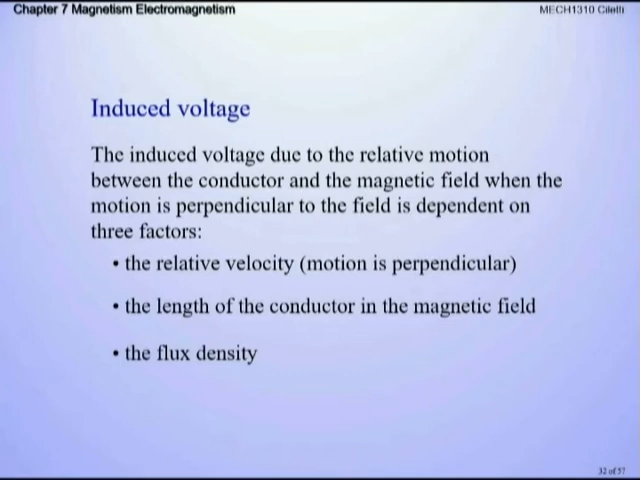 Chapter 7 Magnetism Electromagnetism
MECH1310 Ciletti
Induced voltage
The induced voltage due to the relative motion
between the conductor and the magnetic field when the
motion is perpendicular to the field is dependent on
three factors:
• the relative velocity (motion is perpendicular)
• the length of the conductor in the magnetic field
• the flux density
32 of 57